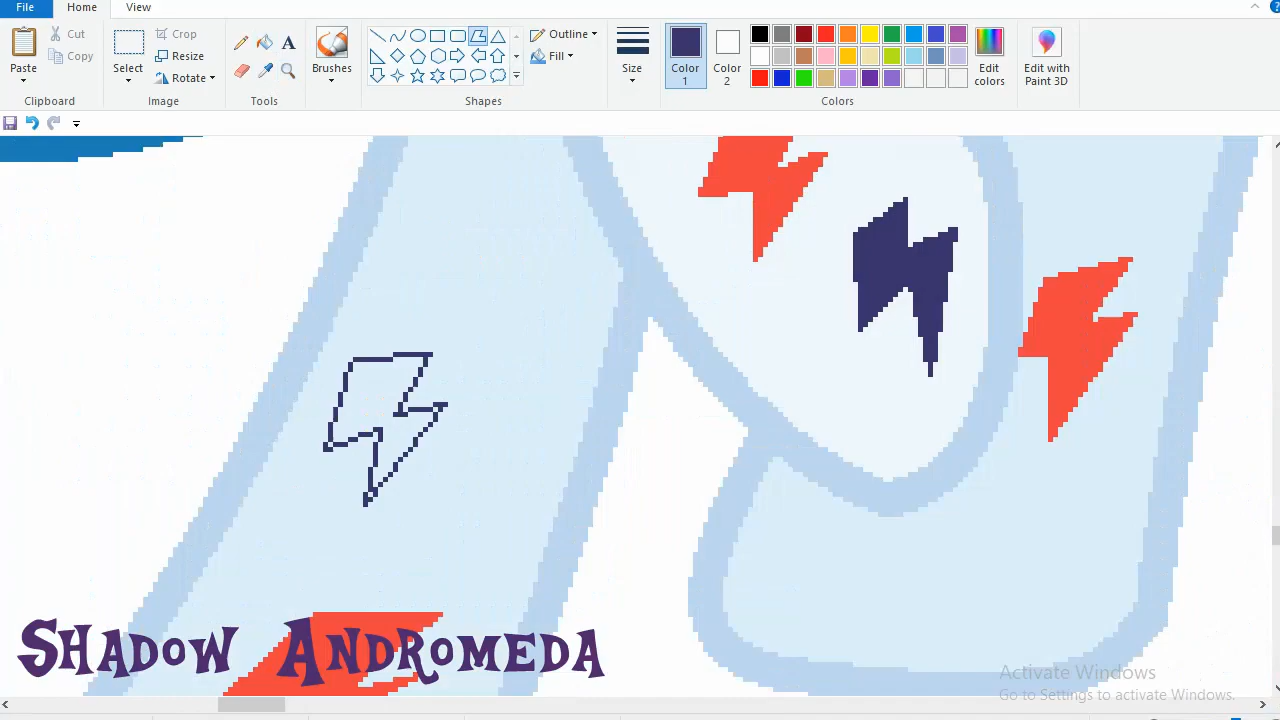 File Home View
Paste
Cut
Copy
Clipboard
Select
Crop
Resize
Rotate
Image
A
Tools
Brushes
Outline
Fill
Shapes
Size
Color 1
Color 2
Edit colors
Colors
Edit with Paint 3D
Shadow Andromeda
Activate Windows
Go to Settings to activate Windows.